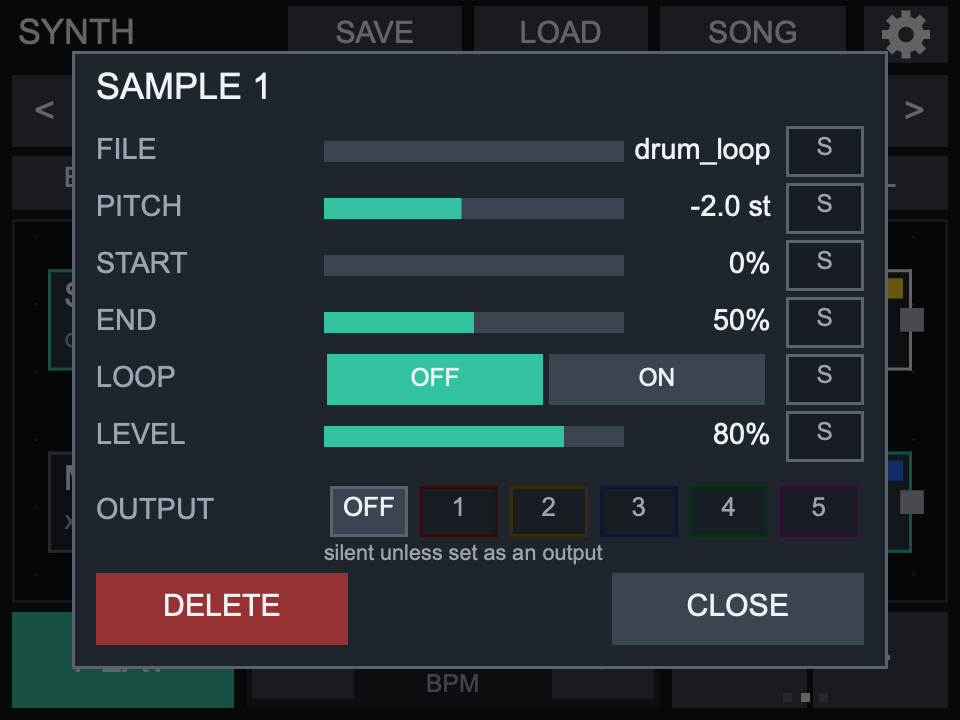 SYNTH SAVE LOAD SONG
< >
SAMPLE 1
FILE drum_loop S
PITCH -2.0 st S
START 0% S
END 50% S
LOOP OFF ON S
LEVEL 80% S
OUTPUT OFF 1 2 3 4 5
silent unless set as an output
DELETE CLOSE
BPM